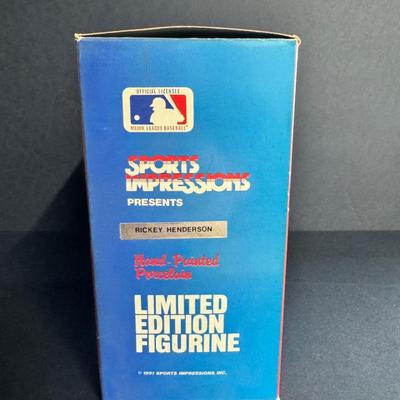 OFFICIAL LICENSEE
MAJOR LEAGUE BASEBALL®
SPORTS
IMPRESSIONS
PRESENTS
RICKEY HENDERSON
Hand-Painted
Porcelain
LIMITED
EDITION
FIGURINE
© 1991 SPORTS IMPRESSIONS, INC.